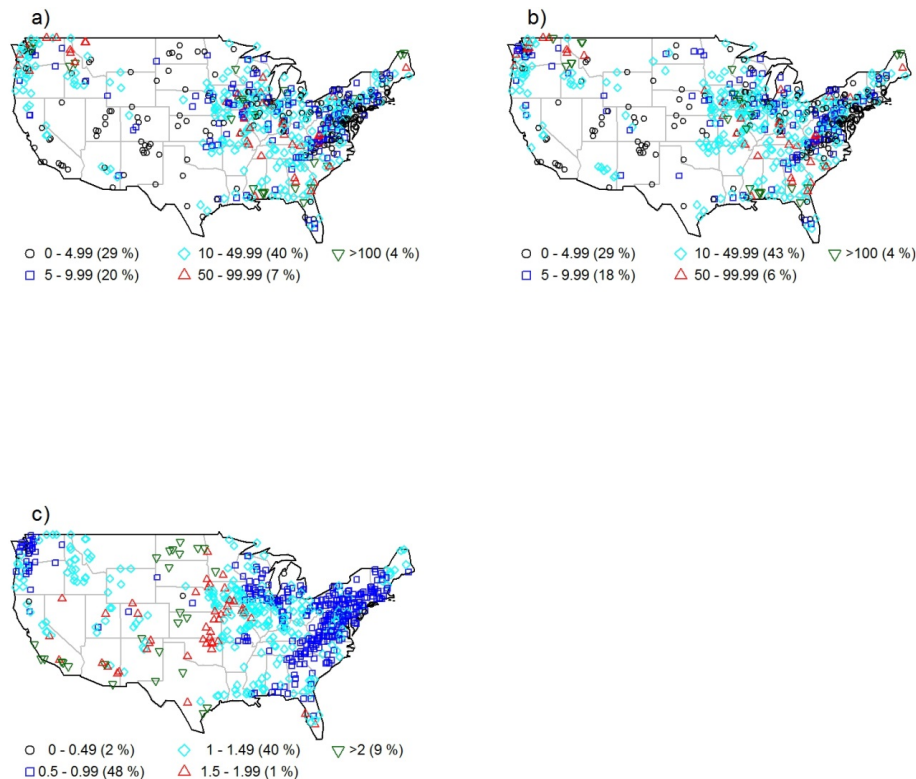 a)
b)
0 - 4.99 (29 %)
10 - 49.99 (40 %)
>100 (4 %)
5 - 9.99 (20 %)
50 - 99.99 (7 %)
0 - 4.99 (29 %)
10 - 49.99 (43 %)
>100 (4 %)
5 - 9.99 (18 %)
50 - 99.99 (6 %)
c)
0 - 0.49 (2 %)
1 - 1.49 (40 %)
>2 (9 %)
0.5 - 0.99 (48 %)
1.5 - 1.99 (1 %)